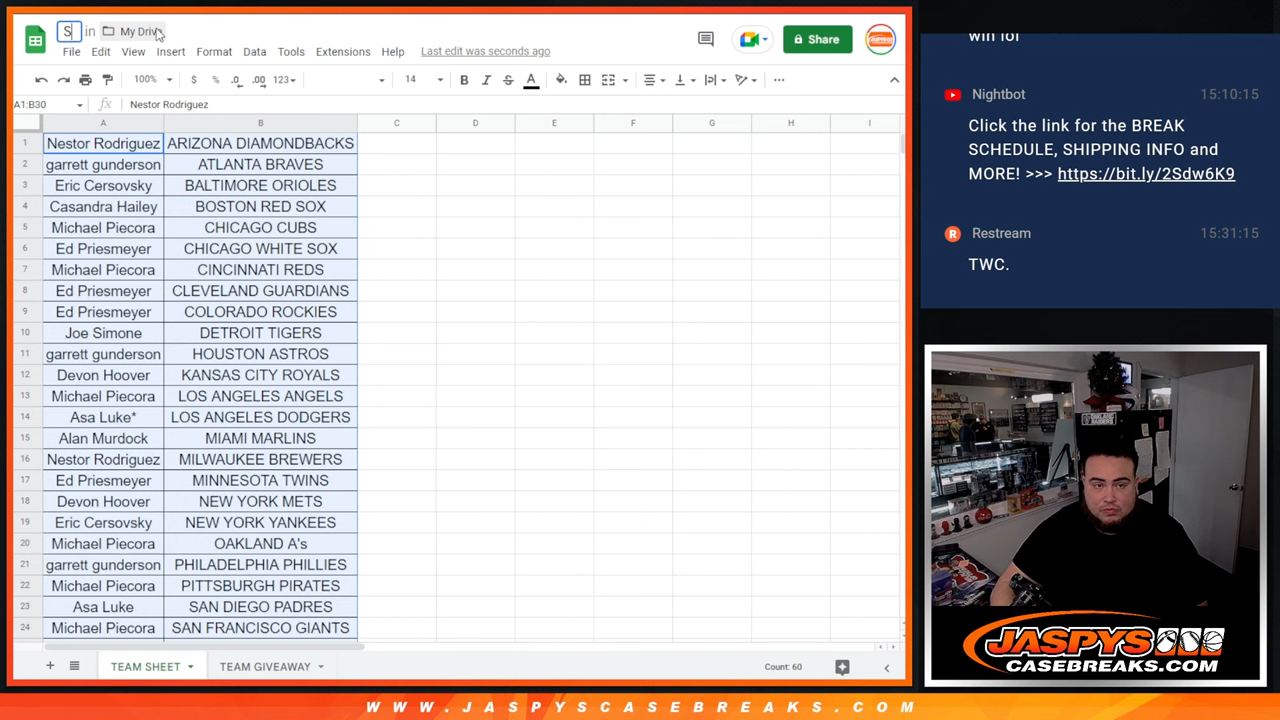 S in My Drive
File Edit View Insert Format Data Tools Extensions Help Last edit was seconds ago
Share
100% $ % .0 .00 123 14 B I S A
A1:B30 fx Nestor Rodriguez
A B C D E F G H I
1 Nestor Rodriguez ARIZONA DIAMONDBACKS
2 garrett gunderson ATLANTA BRAVES
3 Eric Cersovsky BALTIMORE ORIOLES
4 Casandra Hailey BOSTON RED SOX
5 Michael Piecora CHICAGO CUBS
6 Ed Priesmeyer CHICAGO WHITE SOX
7 Michael Piecora CINCINNATI REDS
8 Ed Priesmeyer CLEVELAND GUARDIANS
9 Ed Priesmeyer COLORADO ROCKIES
10 Joe Simone DETROIT TIGERS
11 garrett gunderson HOUSTON ASTROS
12 Devon Hoover KANSAS CITY ROYALS
13 Michael Piecora LOS ANGELES ANGELS
14 Asa Luke* LOS ANGELES DODGERS
15 Alan Murdock MIAMI MARLINS
16 Nestor Rodriguez MILWAUKEE BREWERS
17 Ed Priesmeyer MINNESOTA TWINS
18 Devon Hoover NEW YORK METS
19 Eric Cersovsky NEW YORK YANKEES
20 Michael Piecora OAKLAND A's
21 garrett gunderson PHILADELPHIA PHILLIES
22 Michael Piecora PITTSBURGH PIRATES
23 Asa Luke SAN DIEGO PADRES
24 Michael Piecora SAN FRANCISCO GIANTS
TEAM SHEET TEAM GIVEAWAY Count: 60
win for
Nightbot 15:10:15
Click the link for the BREAK
SCHEDULE, SHIPPING INFO and
MORE! >>> https://bit.ly/2Sdw6K9
Restream 15:31:15
TWC.
JASPYS
CASEBREAKS.COM
WWW.JASPYSCASEBREAKS.COM